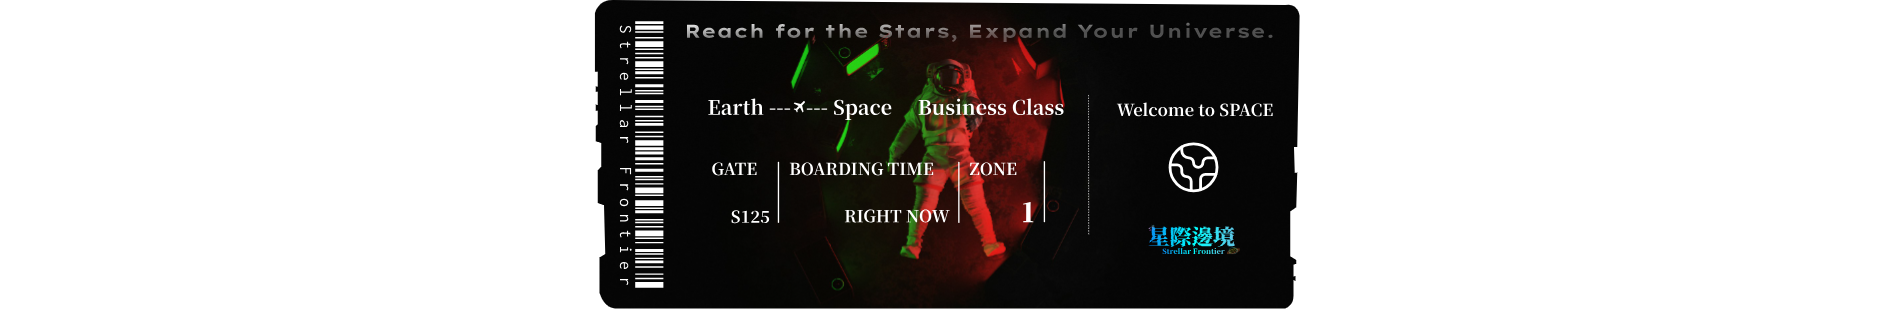 Strellar Frontier
Reach for the Stars, Expand Your Universe.
Earth ------ Space
Business Class
GATE
BOARDING TIME
ZONE
S125
RIGHT NOW
1
Welcome to SPACE
星際邊境
Strellar Frontier